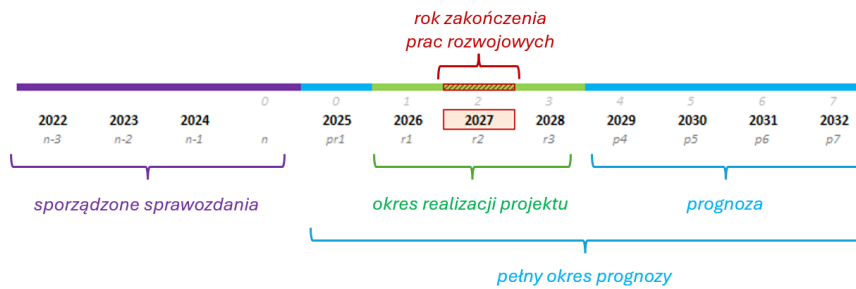 rok zakończenia
prac rozwojowych
0 0 1 2 3 4 5 6 7
2022 2023 2024 2025 2026 2027 2028 2029 2030 2031 2032
n-3 n-2 n-1 n pr1 r1 r2 r3 p4 p5 p6 p7
sporządzone sprawozdania okres realizacji projektu prognoza
pełny okres prognozy